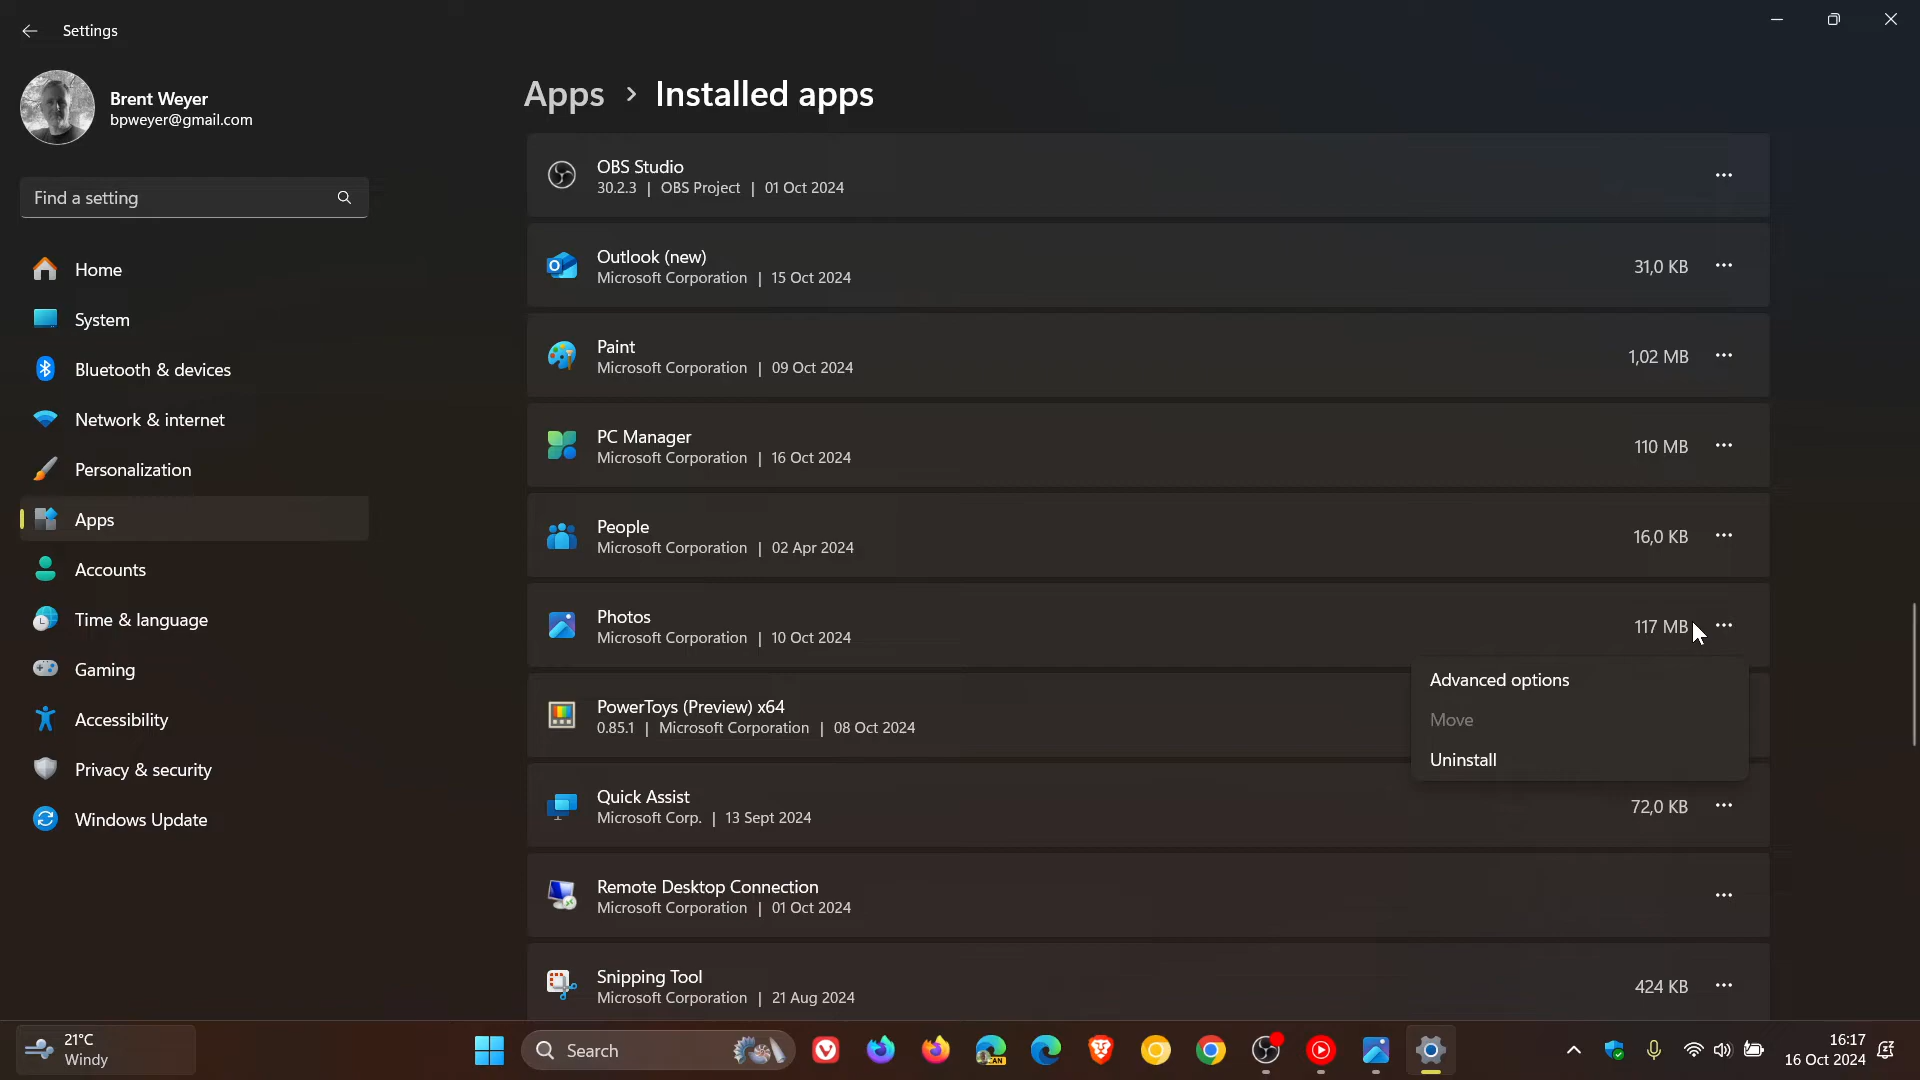 Settings
Brent Weyer
bpweyer@gmail.com
Find a setting
Home
System
Bluetooth & devices
Network & internet
Personalization
Apps
Accounts
Time & language
Gaming
Accessibility
Privacy & security
Windows Update
Apps > Installed apps
OBS Studio
30.2.3 | OBS Project | 01 Oct 2024
Outlook (new)
Microsoft Corporation | 15 Oct 2024
31,0 KB
Paint
Microsoft Corporation | 09 Oct 2024
1,02 MB
PC Manager
Microsoft Corporation | 16 Oct 2024
110 MB
People
Microsoft Corporation | 02 Apr 2024
16,0 KB
Photos
Microsoft Corporation | 10 Oct 2024
117 MB
Advanced options
Move
Uninstall
PowerToys (Preview) x64
0.85.1 | Microsoft Corporation | 08 Oct 2024
Quick Assist
Microsoft Corp. | 13 Sept 2024
72,0 KB
Remote Desktop Connection
Microsoft Corporation | 01 Oct 2024
Snipping Tool
Microsoft Corporation | 21 Aug 2024
424 KB
21°C
Windy
Search
CAN
16:17
16 Oct 2024